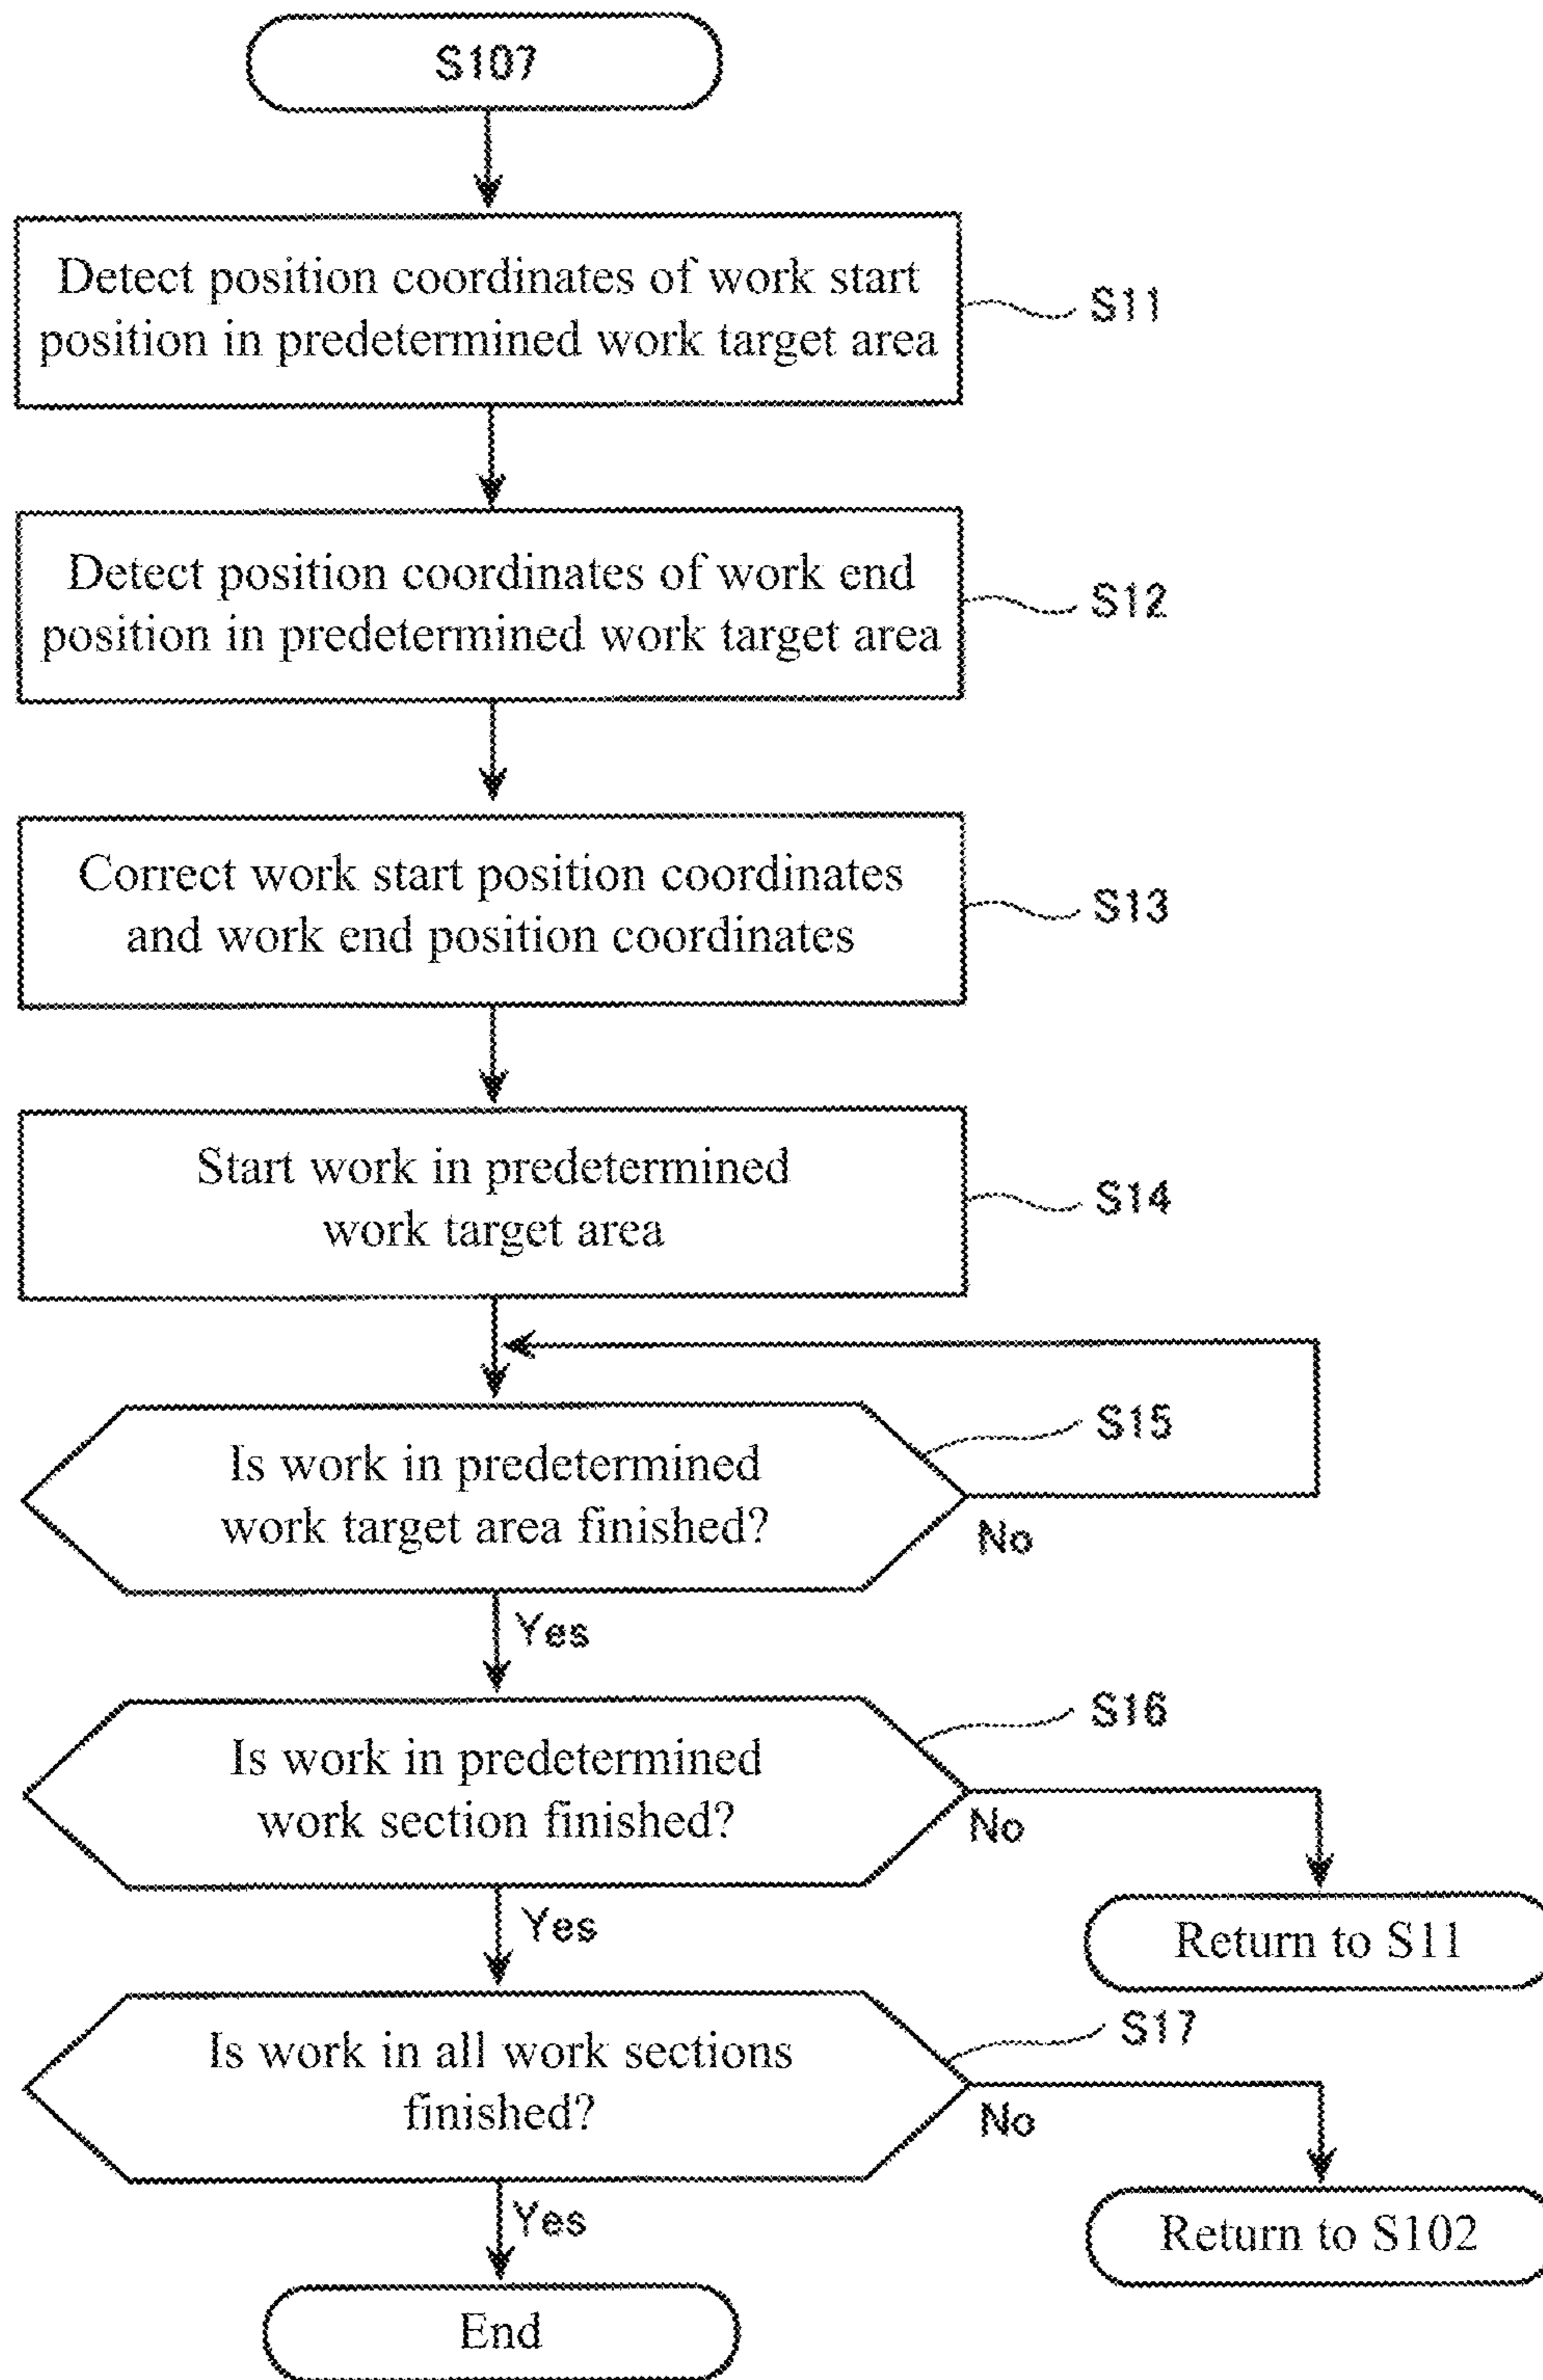 S107
Detect position coordinates of work start
position in predetermined work target area
S11
Detect position coordinates of work end
position in predetermined work target area
S12
Correct work start position coordinates
and work end position coordinates
S13
Start work in predetermined
work target area
S14
Is work in predetermined
work target area finished?
S15
No
Yes
Is work in predetermined
work section finished?
S16
No
Yes
Return to S11
Is work in all work sections
finished?
S17
No
Yes
Return to S102
End